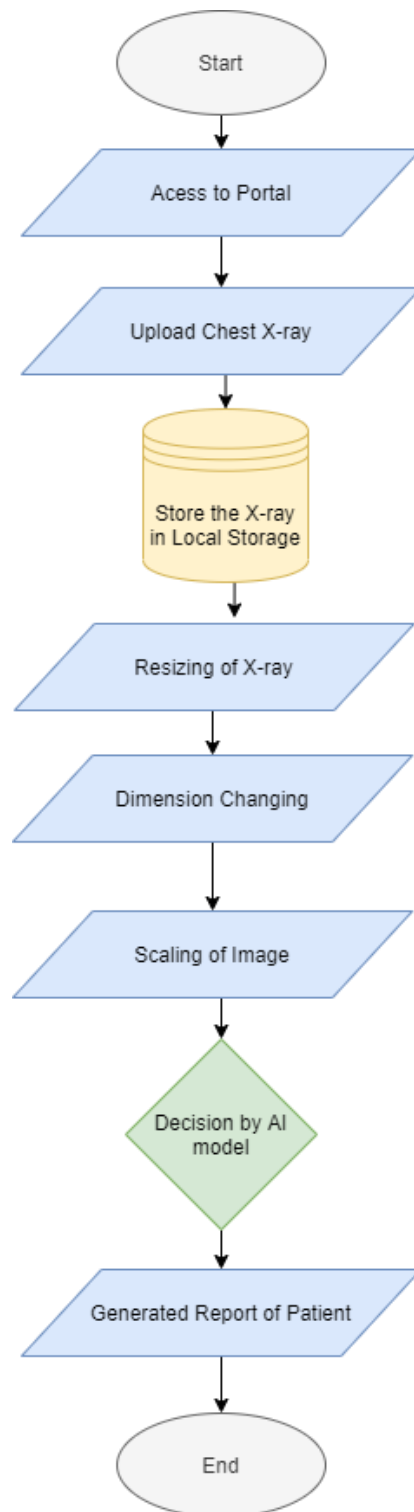 Start
Acess to Portal
Upload Chest X-ray
Store the X-ray
in Local Storage
Resizing of X-ray
Dimension Changing
Scaling of Image
Decision by AI
model
Generated Report of Patient
End